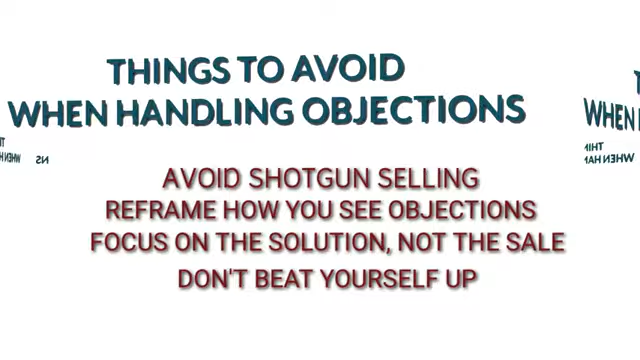 THINGS TO AVOID
WHEN HANDLING OBJECTIONS
AVOID SHOTGUN SELLING
REFRAME HOW YOU SEE OBJECTIONS
FOCUS ON THE SOLUTION, NOT THE SALE
DON'T BEAT YOURSELF UP